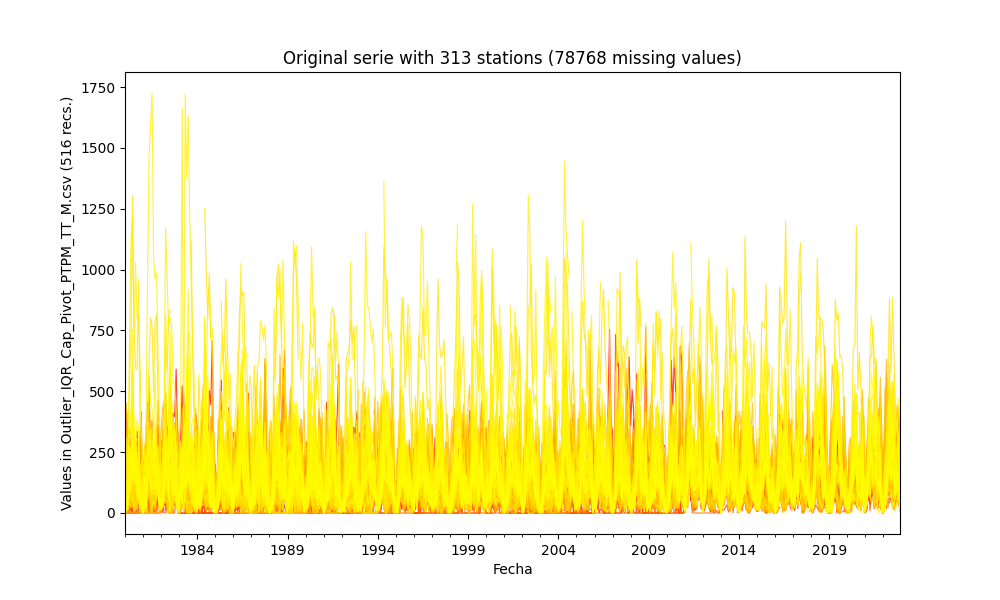 Original serie with 313 stations (78768 missing values)
Values in Outlier_IQR_Cap_Pivot_PTPM_TT_M.csv (516 recs.)
1750
1500
1250
1000
750
500
250
0
1984 1989 1994 1999 2004 2009 2014 2019
Fecha